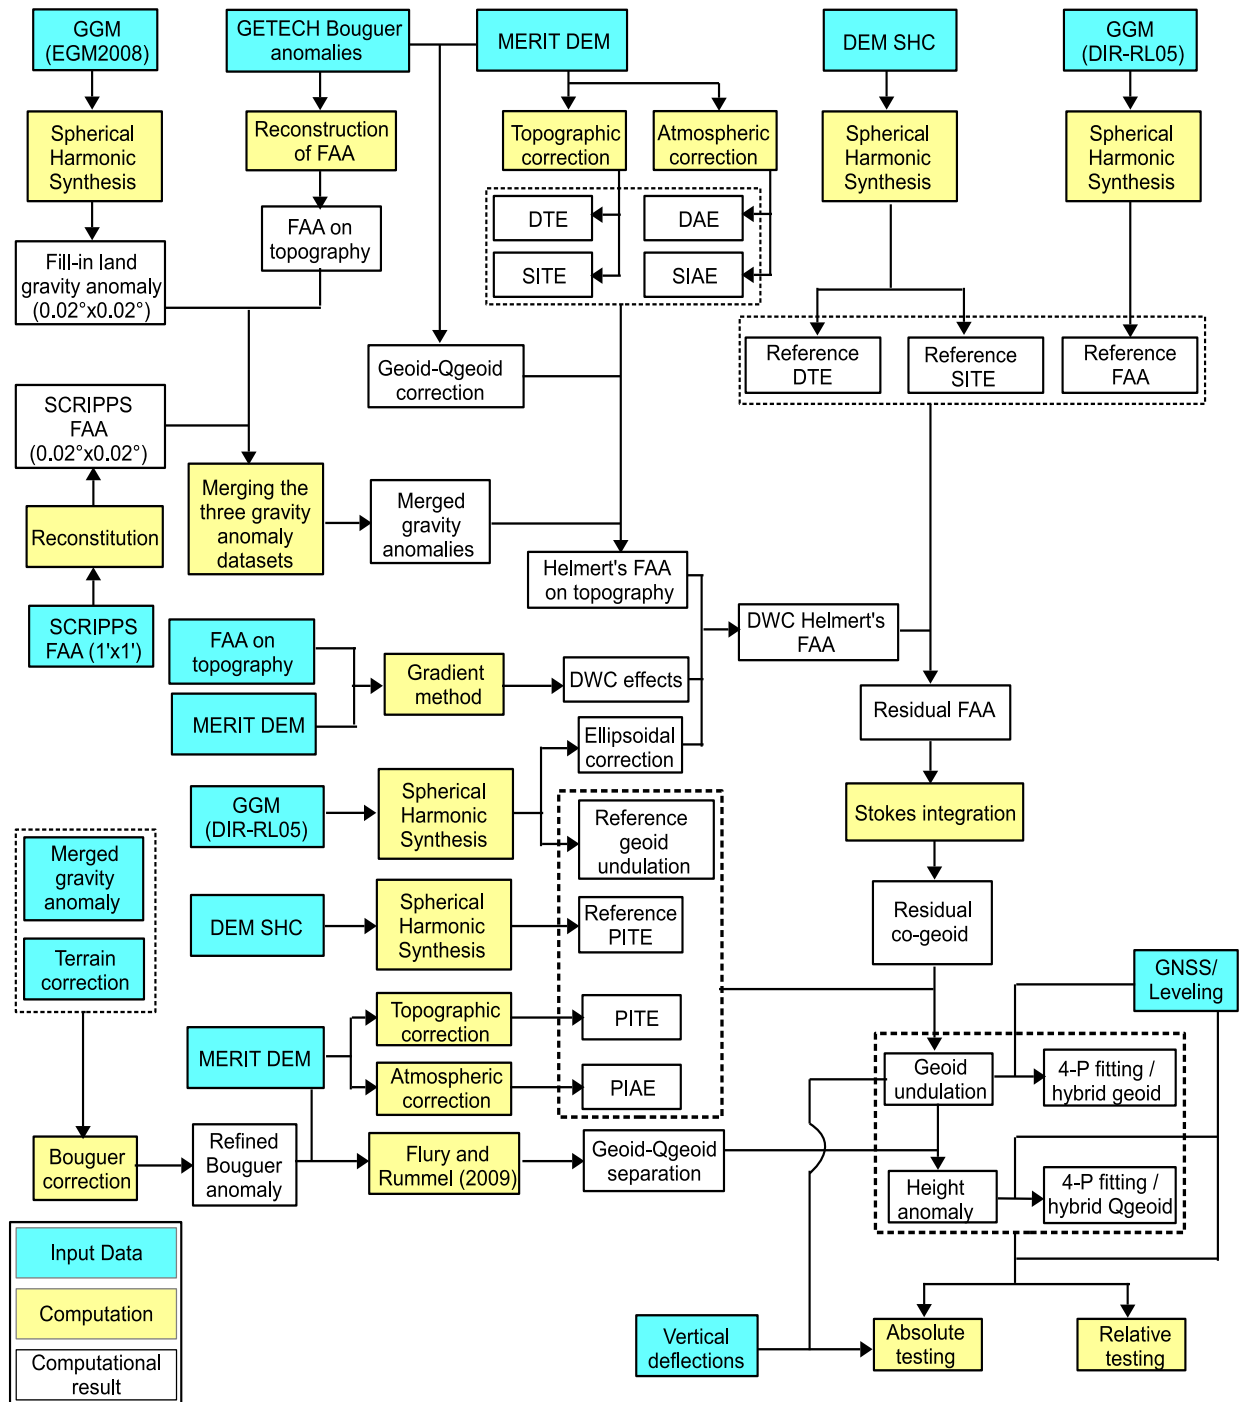 GGM
(EGM2008)
GETECH Bouguer
anomalies
MERIT DEM
DEM SHC
GGM
(DIR-RL05)
Spherical
Harmonic
Synthesis
Reconstruction
of FAA
Topographic
correction
Atmospheric
correction
Spherical
Harmonic
Synthesis
Spherical
Harmonic
Synthesis
FAA on
topography
DTE
DAE
SITE
SIAE
Fill-in land
gravity anomaly
(0.02°x0.02°)
Geoid-Qgeoid
correction
Reference
DTE
Reference
SITE
Reference
FAA
SCRIPPS
FAA
(0.02°x0.02°)
Merging the
three gravity
anomaly
datasets
Merged
gravity
anomalies
Reconstitution
Helmert's FAA
on topography
SCRIPPS
FAA (1'x1')
FAA on
topography
DWC Helmert's
FAA
Gradient
method
DWC effects
MERIT DEM
Residual FAA
Ellipsoidal
correction
GGM
(DIR-RL05)
Spherical
Harmonic
Synthesis
Reference
geoid
undulation
Stokes integration
Merged
gravity
anomaly
Terrain
correction
DEM SHC
Spherical
Harmonic
Synthesis
Reference
PITE
Residual
co-geoid
GNSS/
Leveling
Topographic
correction
PITE
MERIT DEM
Atmospheric
correction
PIAE
Geoid
undulation
4-P fitting /
hybrid geoid
Bouguer
correction
Refined
Bouguer
anomaly
Flury and
Rummel (2009)
Geoid-Qgeoid
separation
Height
anomaly
4-P fitting /
hybrid Qgeoid
Input Data
Computation
Computational
result
Vertical
deflections
Absolute
testing
Relative
testing